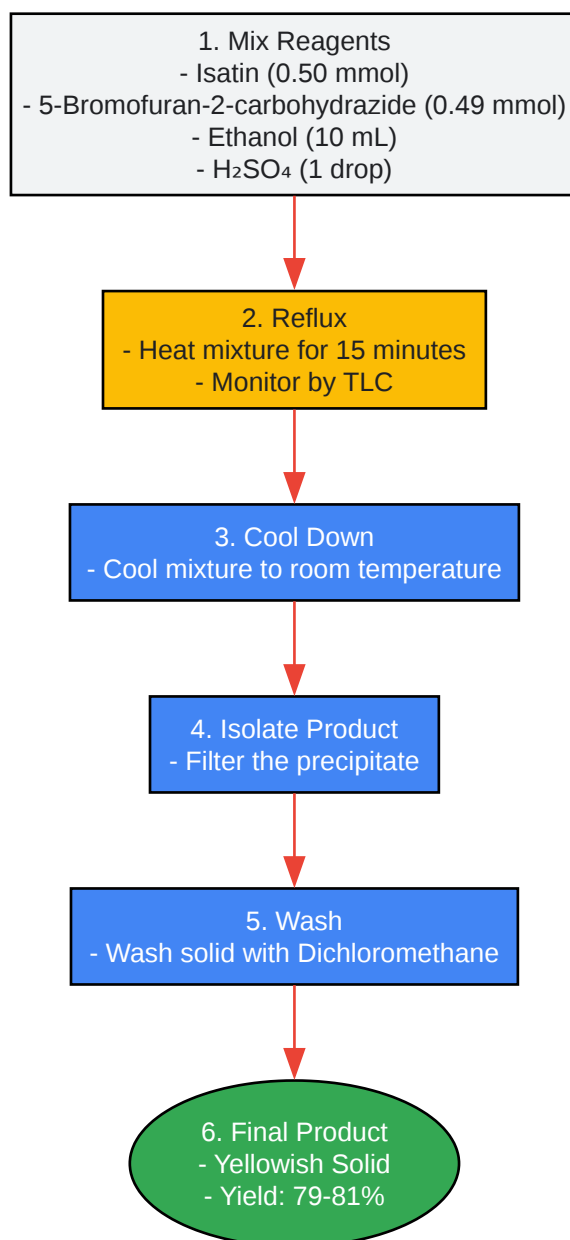 1. Mix Reagents
- Isatin (0.50 mmol)
- 5-Bromofuran-2-carbohydrazide (0.49 mmol)
- Ethanol (10 mL)
- H₂SO₄ (1 drop)
2. Reflux
- Heat mixture for 15 minutes
- Monitor by TLC
3. Cool Down
- Cool mixture to room temperature
4. Isolate Product
- Filter the precipitate
5. Wash
- Wash solid with Dichloromethane
6. Final Product
- Yellowish Solid
- Yield: 79-81%